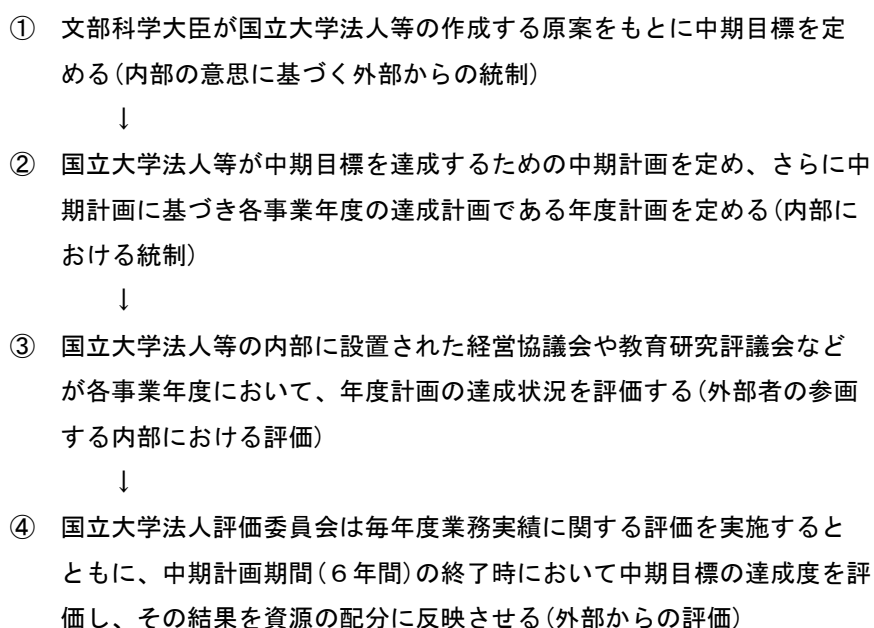 ① 文部科学大臣が国立大学法人等の作成する原案をもとに中期目標を定
める(内部の意思に基づく外部からの統制)
↓
② 国立大学法人等が中期目標を達成するための中期計画を定め、さらに中
期計画に基づき各事業年度の達成計画である年度計画を定める(内部に
おける統制)
↓
③ 国立大学法人等の内部に設置された経営協議会や教育研究評議会など
が各事業年度において、年度計画の達成状況を評価する(外部者の参画
する内部における評価)
↓
④ 国立大学法人評価委員会は毎年度業務実績に関する評価を実施すると
ともに、中期計画期間(6年間)の終了時において中期目標の達成度を評
価し、その結果を資源の配分に反映させる(外部からの評価)